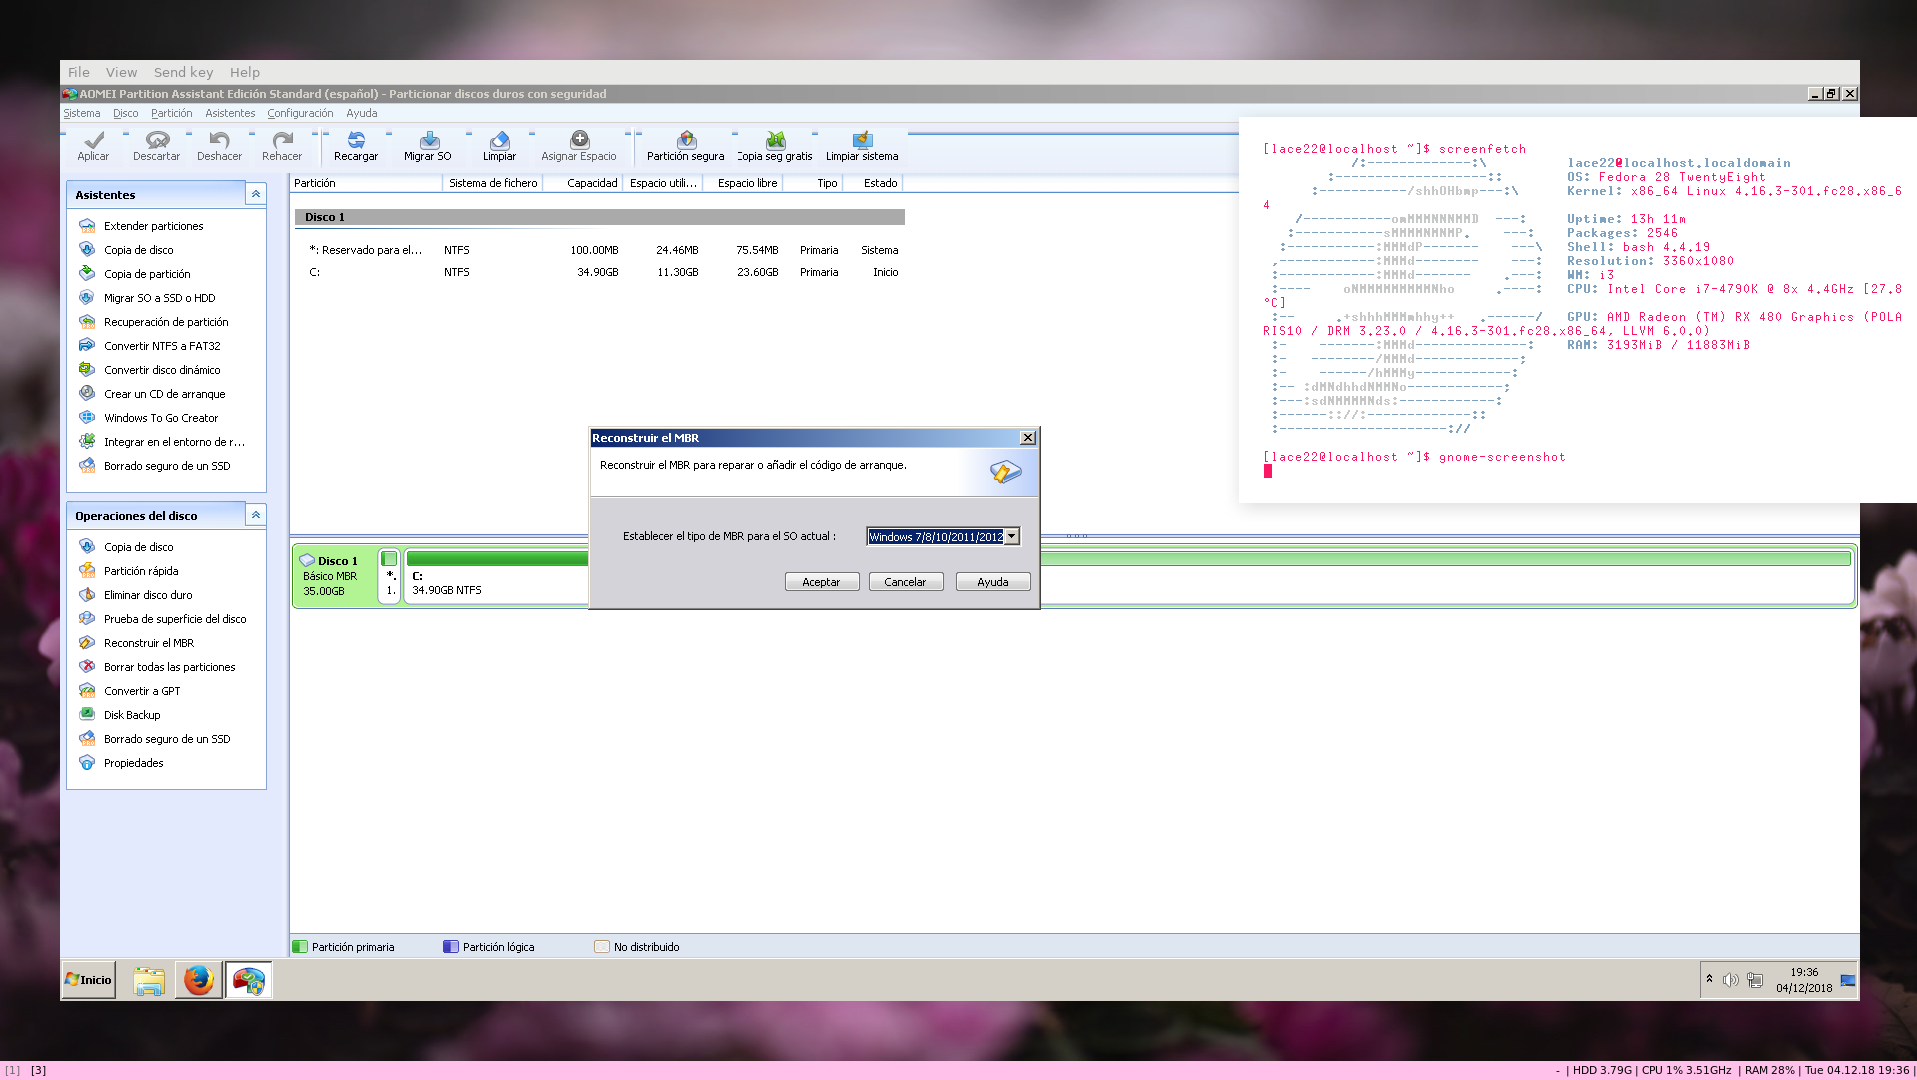 File View Send key Help
AOMEI Partition Assistant Edición Standard (español) - Particionar discos duros con seguridad
Sistema Disco Partición Asistentes Configuración Ayuda
Aplicar Descartar Deshacer Rehacer Recargar Migrar SO Limpiar Asignar Espacio Partición segura Copia seg gratis Limpiar sistema
Asistentes
Extender particiones
Copia de disco
Copia de partición
Migrar SO a SSD o HDD
Recuperación de partición
Convertir NTFS a FAT32
Convertir disco dinámico
Crear un CD de arranque
Windows To Go Creator
Integrar en el entorno de r...
Borrado seguro de un SSD
Operaciones del disco
Copia de disco
Partición rápida
Eliminar disco duro
Prueba de superficie del disco
Reconstruir el MBR
Borrar todas las particiones
Convertir a GPT
Disk Backup
Borrado seguro de un SSD
Propiedades
Partición Sistema de fichero Capacidad Espacio utili... Espacio libre Tipo Estado
Disco 1
*: Reservado para el... NTFS 100.00MB 24.46MB 75.54MB Primaria Sistema
C: NTFS 34.90GB 11.30GB 23.60GB Primaria Inicio
Reconstruir el MBR
Reconstruir el MBR para reparar o añadir el código de arranque.
Establecer el tipo de MBR para el SO actual : Windows 7/8/10/2011/2012
Aceptar Cancelar Ayuda
Disco 1
Básico MBR
35.00GB
*.
1.
C:
34.90GB NTFS
Partición primaria Partición lógica No distribuido
[lace22@localhost ~]$ screenfetch
lace22@localhost.localdomain
OS: Fedora 28 TwentyEight
Kernel: x86_64 Linux 4.16.3-301.fc28.x86_6
4
Uptime: 13h 11m
Packages: 2546
Shell: bash 4.4.19
Resolution: 3360x1080
WM: i3
CPU: Intel Core i7-4790K @ 8x 4.4GHz [27.8
°C]
GPU: AMD Radeon (TM) RX 480 Graphics (POLA
RIS10 / DRM 3.23.0 / 4.16.3-301.fc28.x86_64, LLVM 6.0.0)
RAM: 3193MiB / 11883MiB
[lace22@localhost ~]$ gnome-screenshot
Inicio
19:36
04/12/2018
[1] [3]
- | HDD 3.79G | CPU 1% 3.51GHz | RAM 28% | Tue 04.12.18 19:36 |